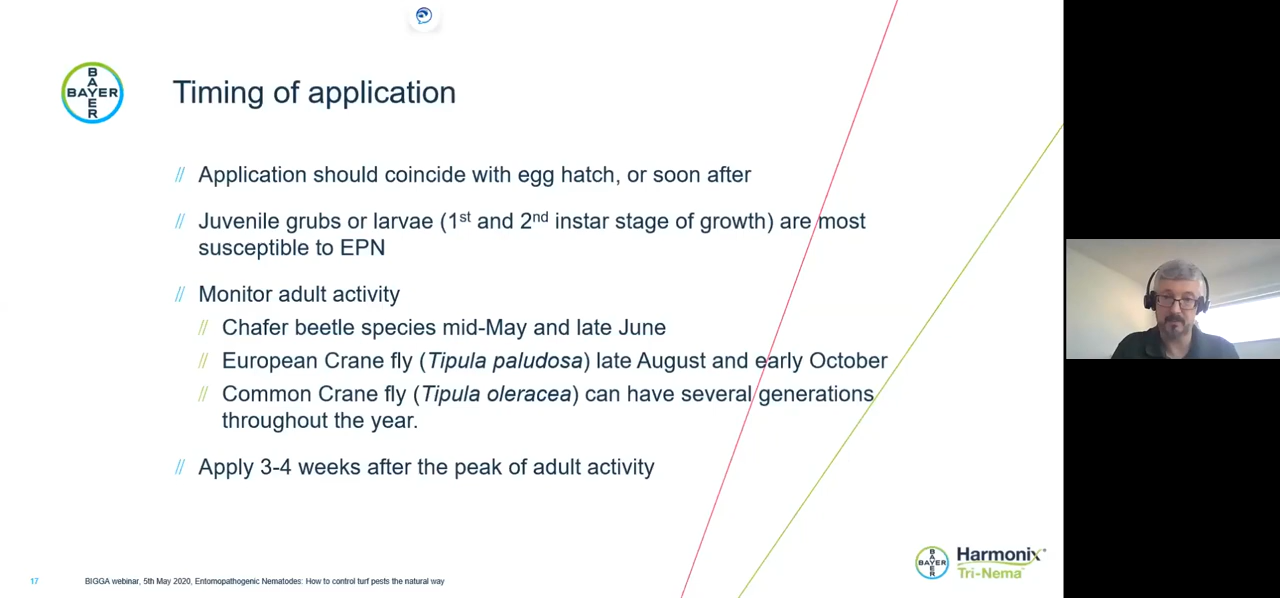 BAYER
BAYER
Timing of application
// Application should coincide with egg hatch, or soon after
// Juvenile grubs or larvae (1st and 2nd instar stage of growth) are most
susceptible to EPN
// Monitor adult activity
// Chafer beetle species mid-May and late June
// European Crane fly (Tipula paludosa) late August and early October
// Common Crane fly (Tipula oleracea) can have several generations
throughout the year.
// Apply 3-4 weeks after the peak of adult activity
BAYER
BAYER
Harmonix®
Tri-Nema™
17 BIGGA webinar, 5th May 2020, Entomopathogenic Nematodes: How to control turf pests the natural way